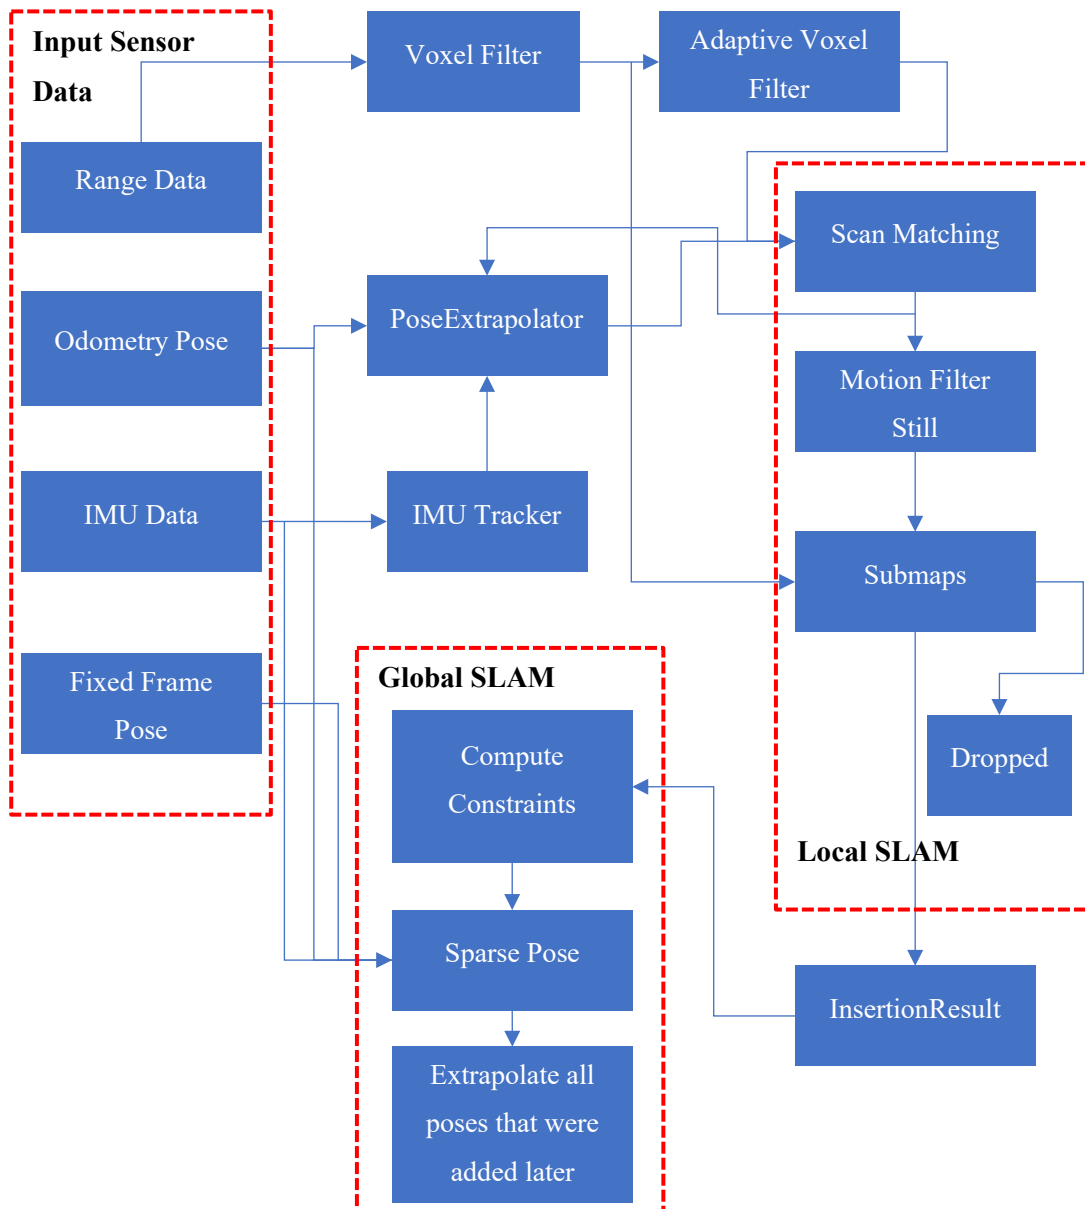 Input Sensor
Data
Voxel Filter
Adaptive Voxel
Filter
Range Data
Scan Matching
PoseExtrapolator
Odometry Pose
Motion Filter
Still
IMU Data
IMU Tracker
Submaps
Fixed Frame
Pose
Global SLAM
Compute
Constraints
Dropped
Local SLAM
Sparse Pose
InsertionResult
Extrapolate all
poses that were
added later